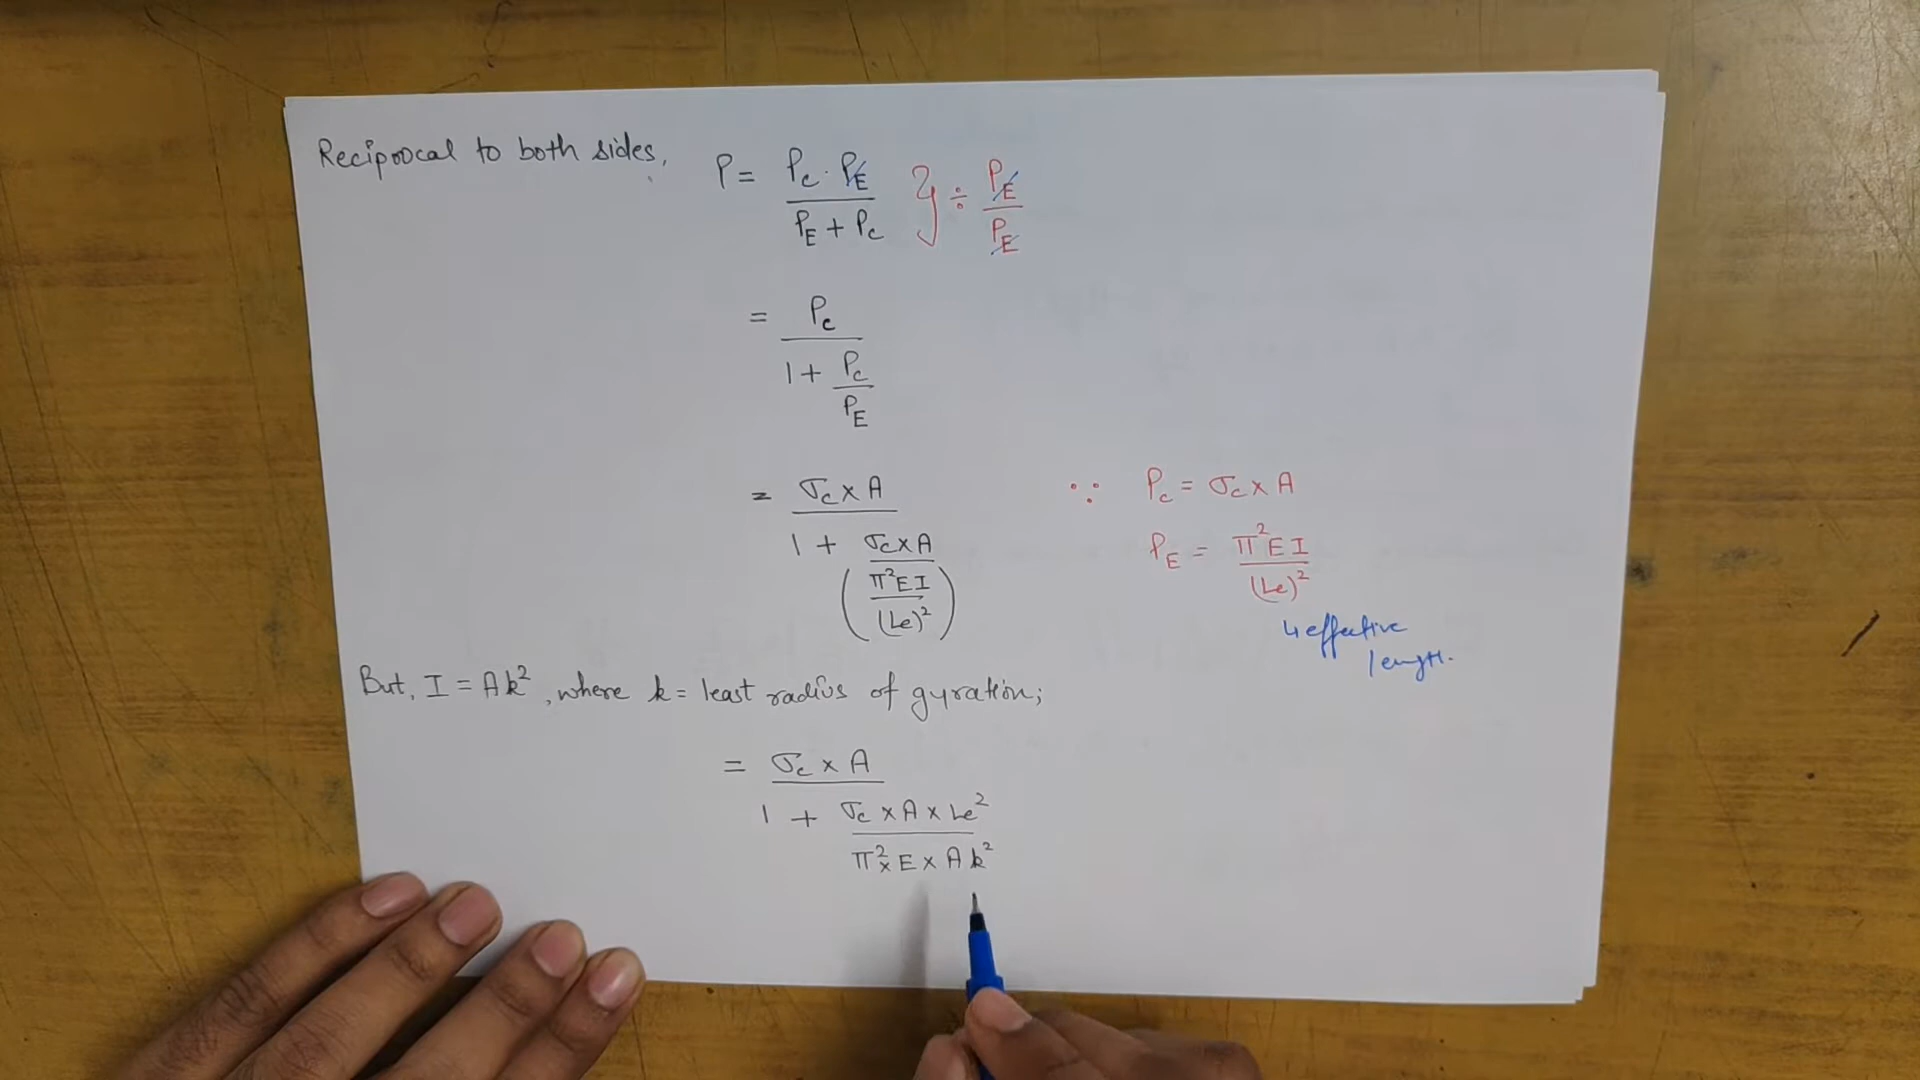 Reciprocal to both sides, P = Pc · PE / PE + Pc } ÷ PE / PE
= Pc / 1 + Pc / PE
= σc × A / 1 + σc × A / (π²EI / (Le)²)
∵ Pc = σc × A
PE = π²EI / (Le)²
↳ effective
length.
But, I = Ak², where k = least radius of gyration;
= σc × A / 1 + σc × A × Le² / π² × E × Ak²